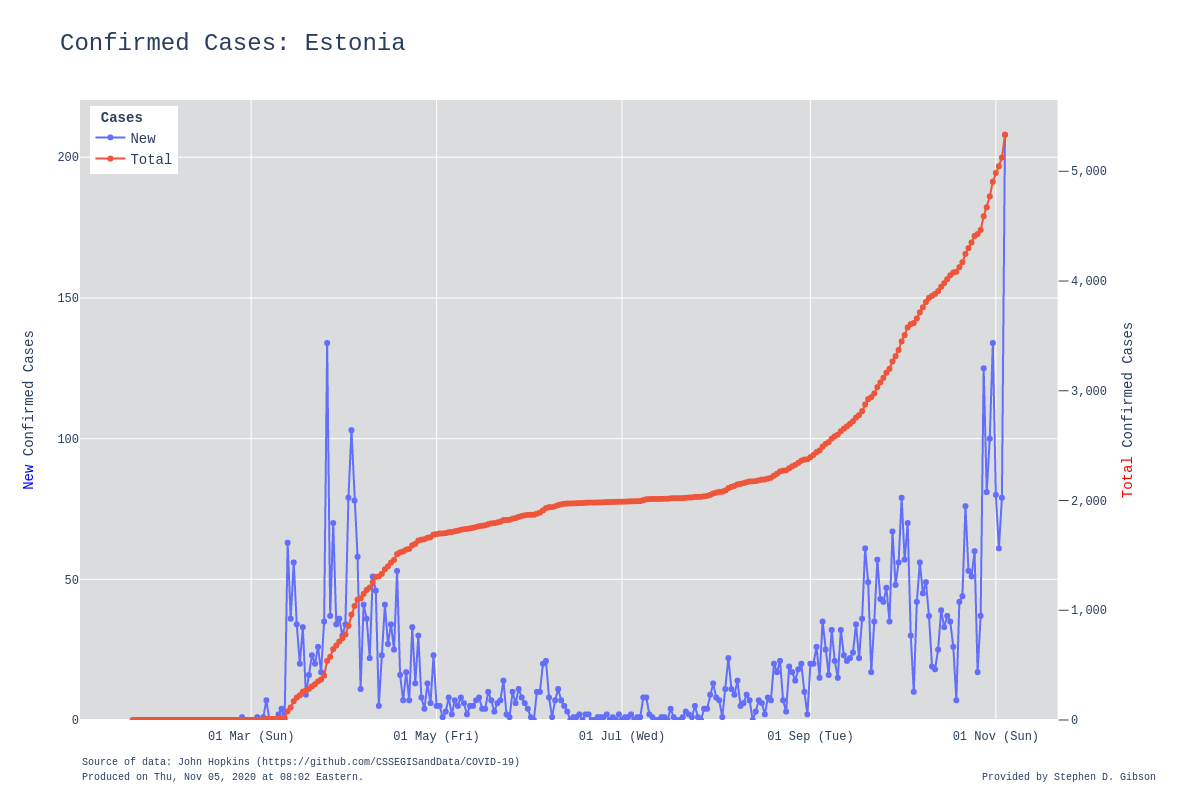 Confirmed Cases: Estonia
Cases
New
Total
200
150
100
50
0
5,000
4,000
3,000
2,000
1,000
0
New Confirmed Cases
Total Confirmed Cases
01 Mar (Sun)
01 May (Fri)
01 Jul (Wed)
01 Sep (Tue)
01 Nov (Sun)
Source of data: John Hopkins (https://github.com/CSSEGISandData/COVID-19)
Produced on Thu, Nov 05, 2020 at 08:02 Eastern.
Provided by Stephen D. Gibson